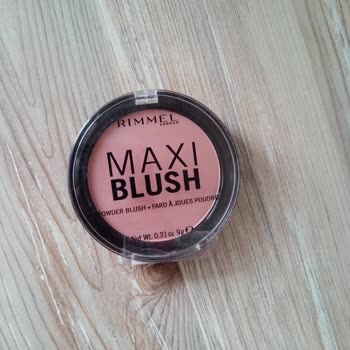 RIMMEL
LONDON
MAXI
BLUSH
POWDER BLUSH • FARD À JOUES POUDRE
Net Wt. 0.31 oz. 9g ℮